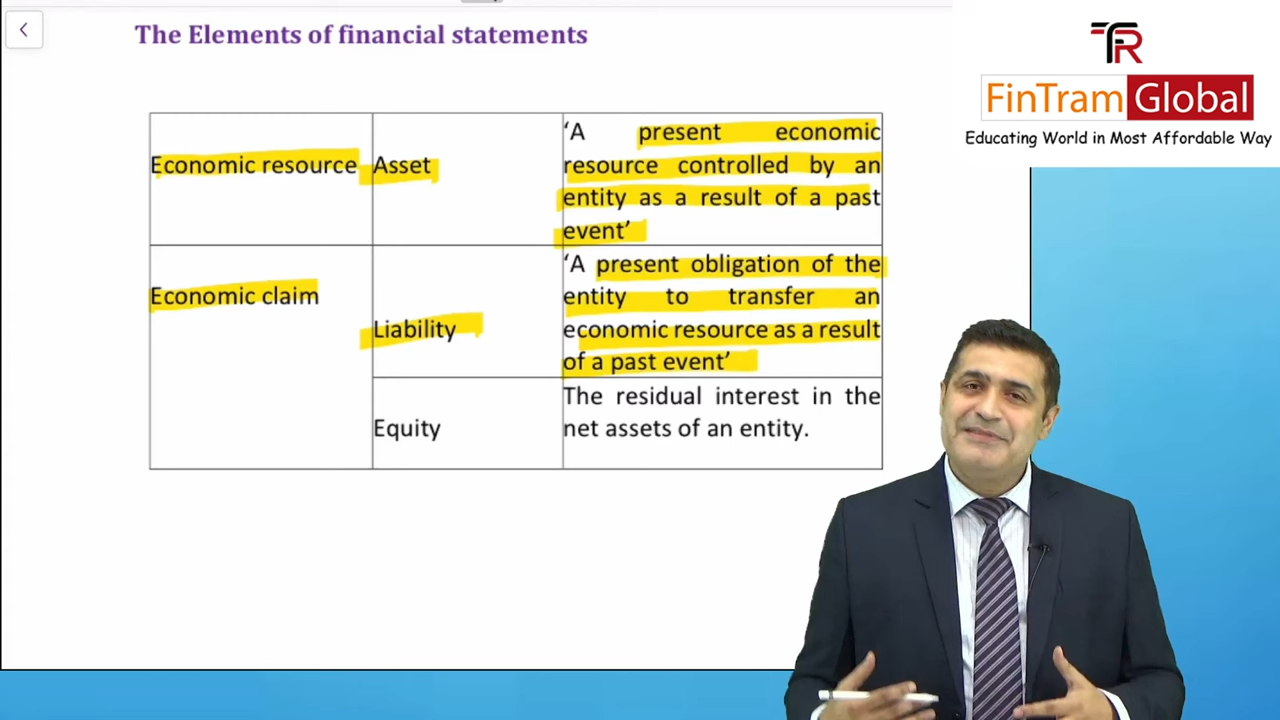 The Elements of financial statements
TR
FinTram Global
Educating World in Most Affordable Way
Economic resource
Asset
‘A present economic
resource controlled by an
entity as a result of a past
event’
Economic claim
Liability
‘A present obligation of the
entity to transfer an
economic resource as a result
of a past event’
Equity
The residual interest in the
net assets of an entity.